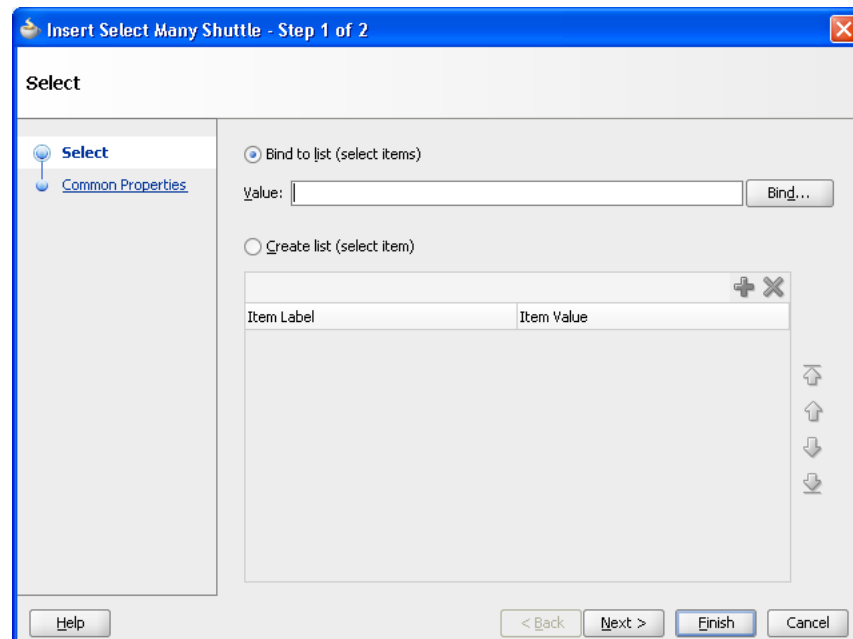 Insert Select Many Shuttle - Step 1 of 2
Select
Select
Common Properties
Bind to list (select items)
Value:
Bind...
Create list (select item)
Item Label Item Value
Help
< Back
Next >
Finish
Cancel